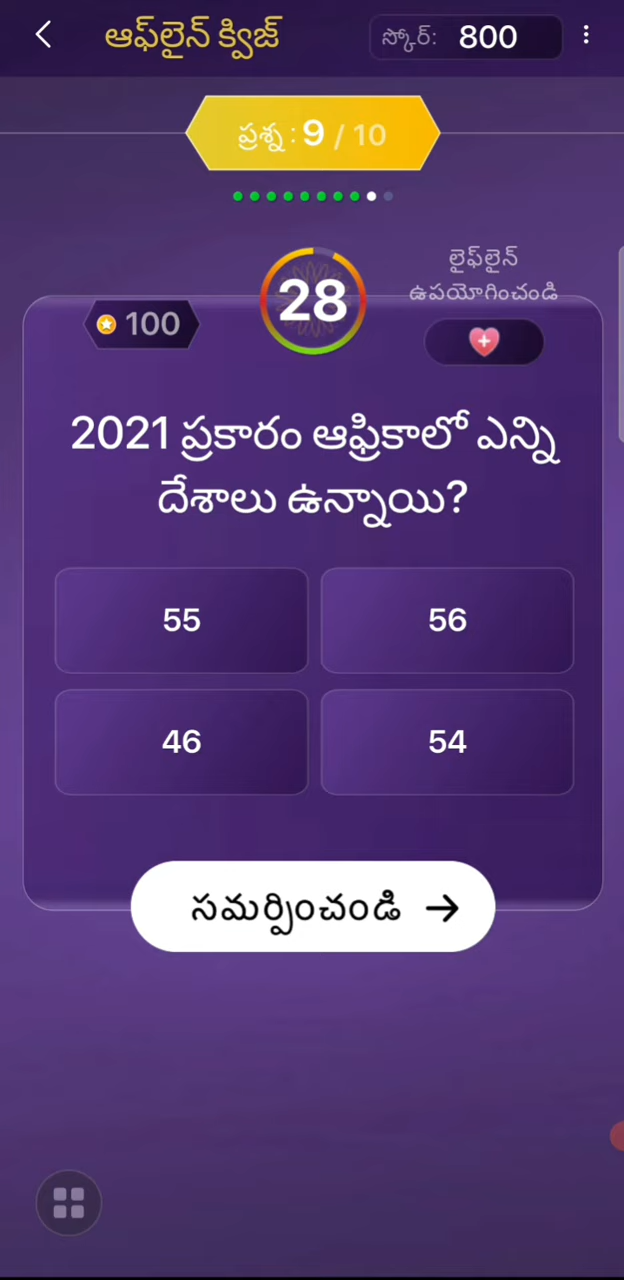 ఆఫ్‌లైన్ క్విజ్
స్కోర్: 800
ప్రశ్న : 9 / 10
లైఫ్‌లైన్
ఉపయోగించండి
100
28
2021 ప్రకారం ఆఫ్రికాలో ఎన్ని
దేశాలు ఉన్నాయి?
55
56
46
54
సమర్పించండి →